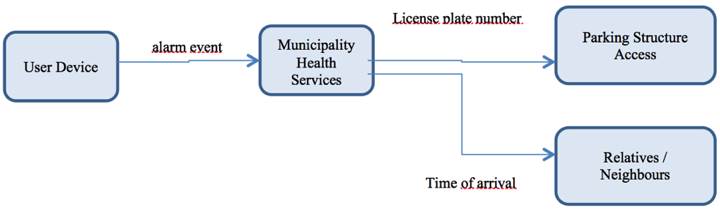 User Device
alarm event
Municipality
Health
Services
License plate number
Parking Structure
Access
Time of arrival
Relatives /
Neighbours